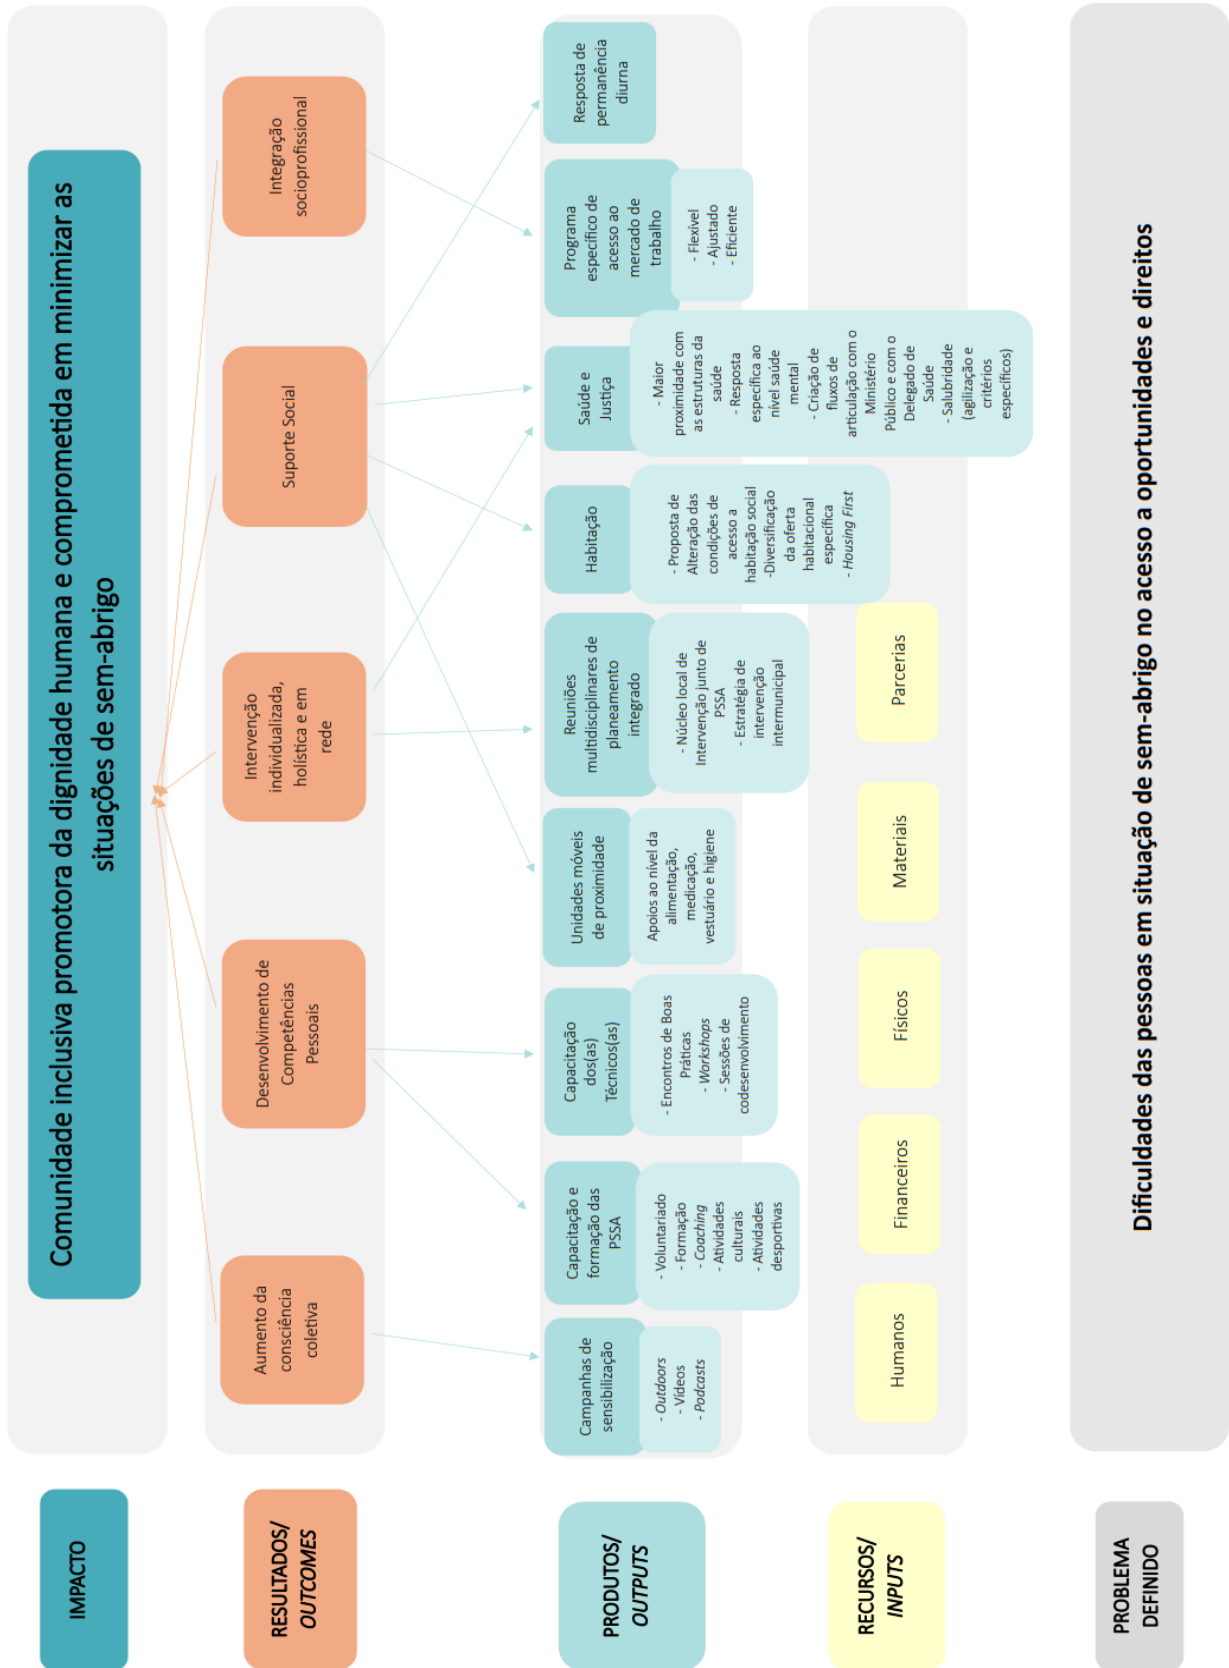 IMPACTO
Comunidade inclusiva promotora da dignidade humana e comprometida em minimizar as
situações de sem-abrigo
RESULTADOS/
OUTCOMES
Aumento da
consciência
coletiva
Desenvolvimento de
Competências
Pessoais
Intervenção
individualizada,
holística e em
rede
Suporte Social
Integração
socioprofissional
PRODUTOS/
OUTPUTS
Campanhas de
sensibilização
- Outdoors
- Vídeos
- Podcasts
Capacitação e
formação das
PSSA
- Voluntariado
- Formação
- Coaching
- Atividades
culturais
- Atividades
desportivas
Capacitação
dos(as)
Técnicos(as)
- Encontros de Boas
Práticas
- Workshops
- Sessões de
codesenvolvimento
Unidades móveis
de proximidade
Apoios ao nível da
alimentação,
medicação,
vestuário e higiene
Reuniões
multidisciplinares de
planeamento
integrado
- Núcleo local de
Intervenção junto de
PSSA
- Estratégia de
intervenção
intermunicipal
Habitação
- Proposta de
Alteração das
condições de
acesso a
habitação social
-Diversificação
da oferta
habitacional
específica
- Housing First
Saúde e
Justiça
- Maior
proximidade com
as estruturas da
saúde
- Resposta
específica ao
nível saúde
mental
- Criação de
fluxos de
articulação com o
Ministério
Público e com o
Delegado de
Saúde
- Salubridade
(agilização e
critérios
específicos)
Programa
específico de
acesso ao
mercado de
trabalho
- Flexível
- Ajustado
- Eficiente
Resposta de
permanência
diurna
RECURSOS/
INPUTS
Humanos
Financeiros
Físicos
Materiais
Parcerias
PROBLEMA
DEFINIDO
Dificuldades das pessoas em situação de sem-abrigo no acesso a oportunidades e direitos